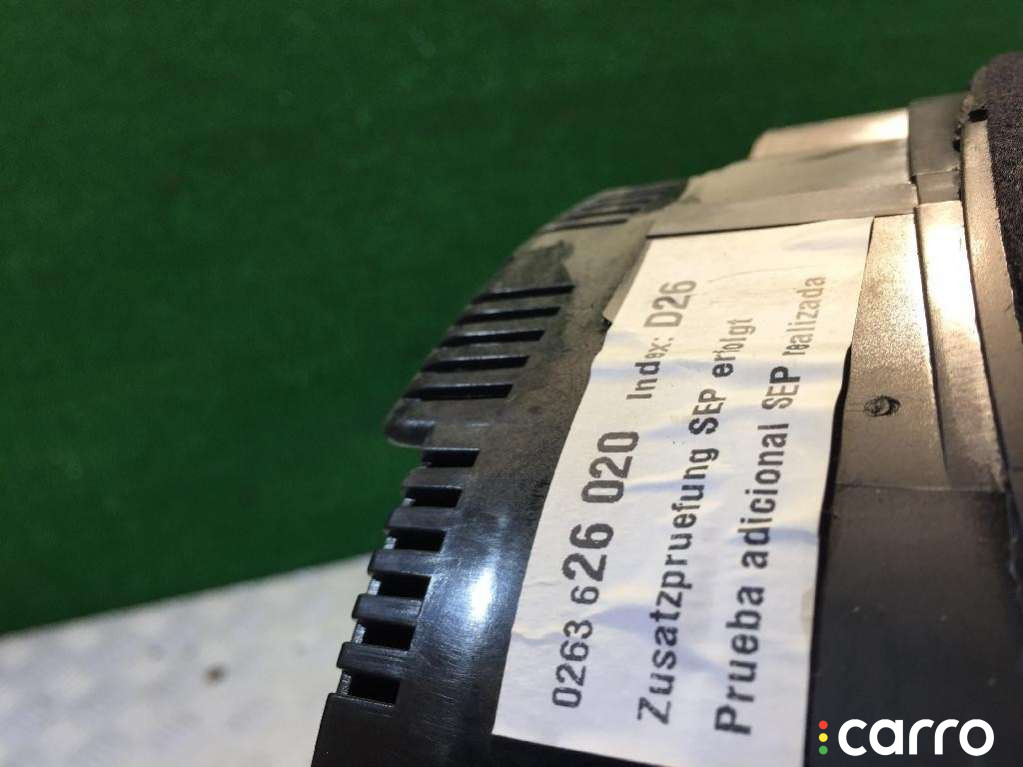 0263 626 020 Index: D26
Zusatzpruefung SEP erfolgt
Prueba adicional SEP realizada
carro